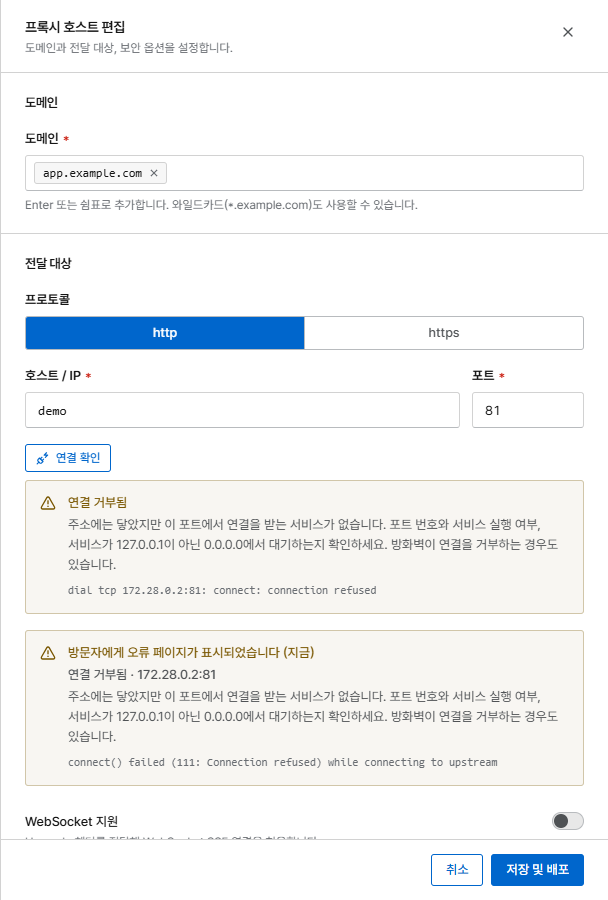 프록시 호스트 편집
도메인과 전달 대상, 보안 옵션을 설정합니다.
도메인
도메인 *
app.example.com ×
Enter 또는 쉼표로 추가합니다. 와일드카드(*.example.com)도 사용할 수 있습니다.
전달 대상
프로토콜
http https
호스트 / IP * 포트 *
demo 81
연결 확인
연결 거부됨
주소에는 닿았지만 이 포트에서 연결을 받는 서비스가 없습니다. 포트 번호와 서비스 실행 여부,
서비스가 127.0.0.1이 아닌 0.0.0.0에서 대기하는지 확인하세요. 방화벽이 연결을 거부하는 경우도
있습니다.
dial tcp 172.28.0.2:81: connect: connection refused
방문자에게 오류 페이지가 표시되었습니다 (지금)
연결 거부됨 · 172.28.0.2:81
주소에는 닿았지만 이 포트에서 연결을 받는 서비스가 없습니다. 포트 번호와 서비스 실행 여부,
서비스가 127.0.0.1이 아닌 0.0.0.0에서 대기하는지 확인하세요. 방화벽이 연결을 거부하는 경우도
있습니다.
connect() failed (111: Connection refused) while connecting to upstream
WebSocket 지원
취소 저장 및 배포